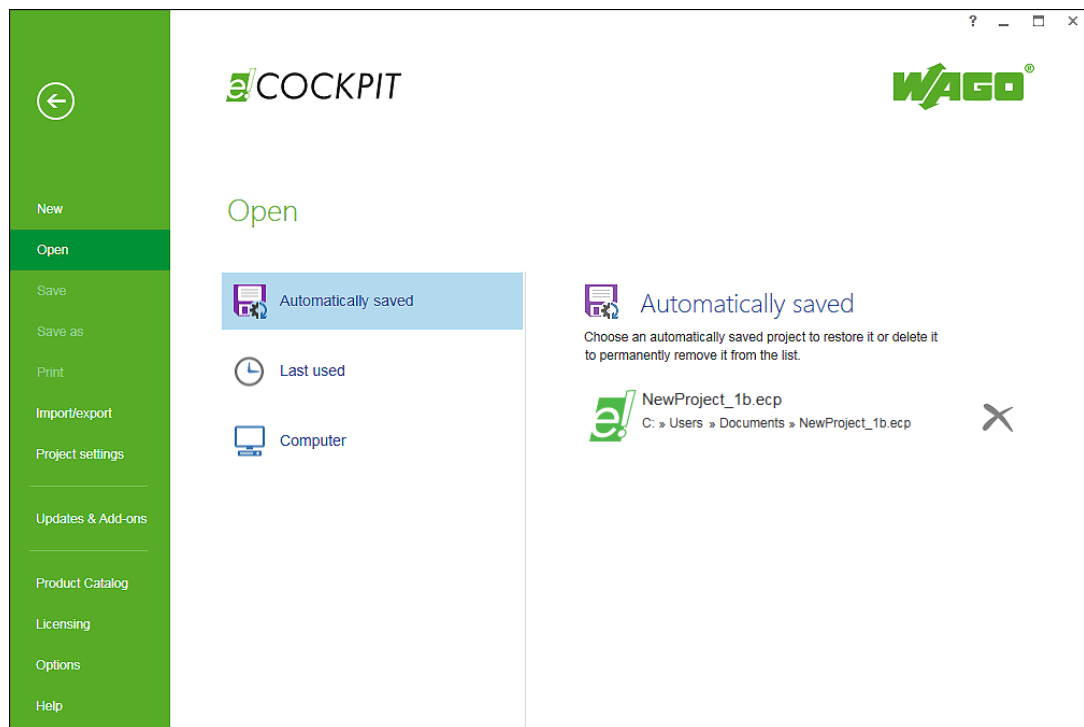 ?
e!COCKPIT
WAGO®
New
Open
Save
Save as
Print
Import/export
Project settings
Updates & Add-ons
Product Catalog
Licensing
Options
Help
Open
Automatically saved
Last used
Computer
Automatically saved
Choose an automatically saved project to restore it or delete it
to permanently remove it from the list.
NewProject_1b.ecp
C: » Users » Documents » NewProject_1b.ecp